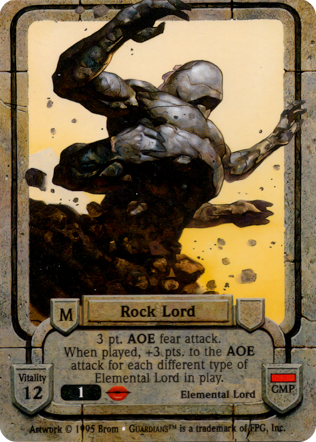 M
Rock Lord
3 pt. AOE fear attack.
When played, +3 pts. to the AOE
attack for each different type of
Elemental Lord in play.
Vitality
12
1
Elemental Lord
CMP
Artwork © 1995 Brom • GUARDIANS™ is a trademark of FPG, Inc.